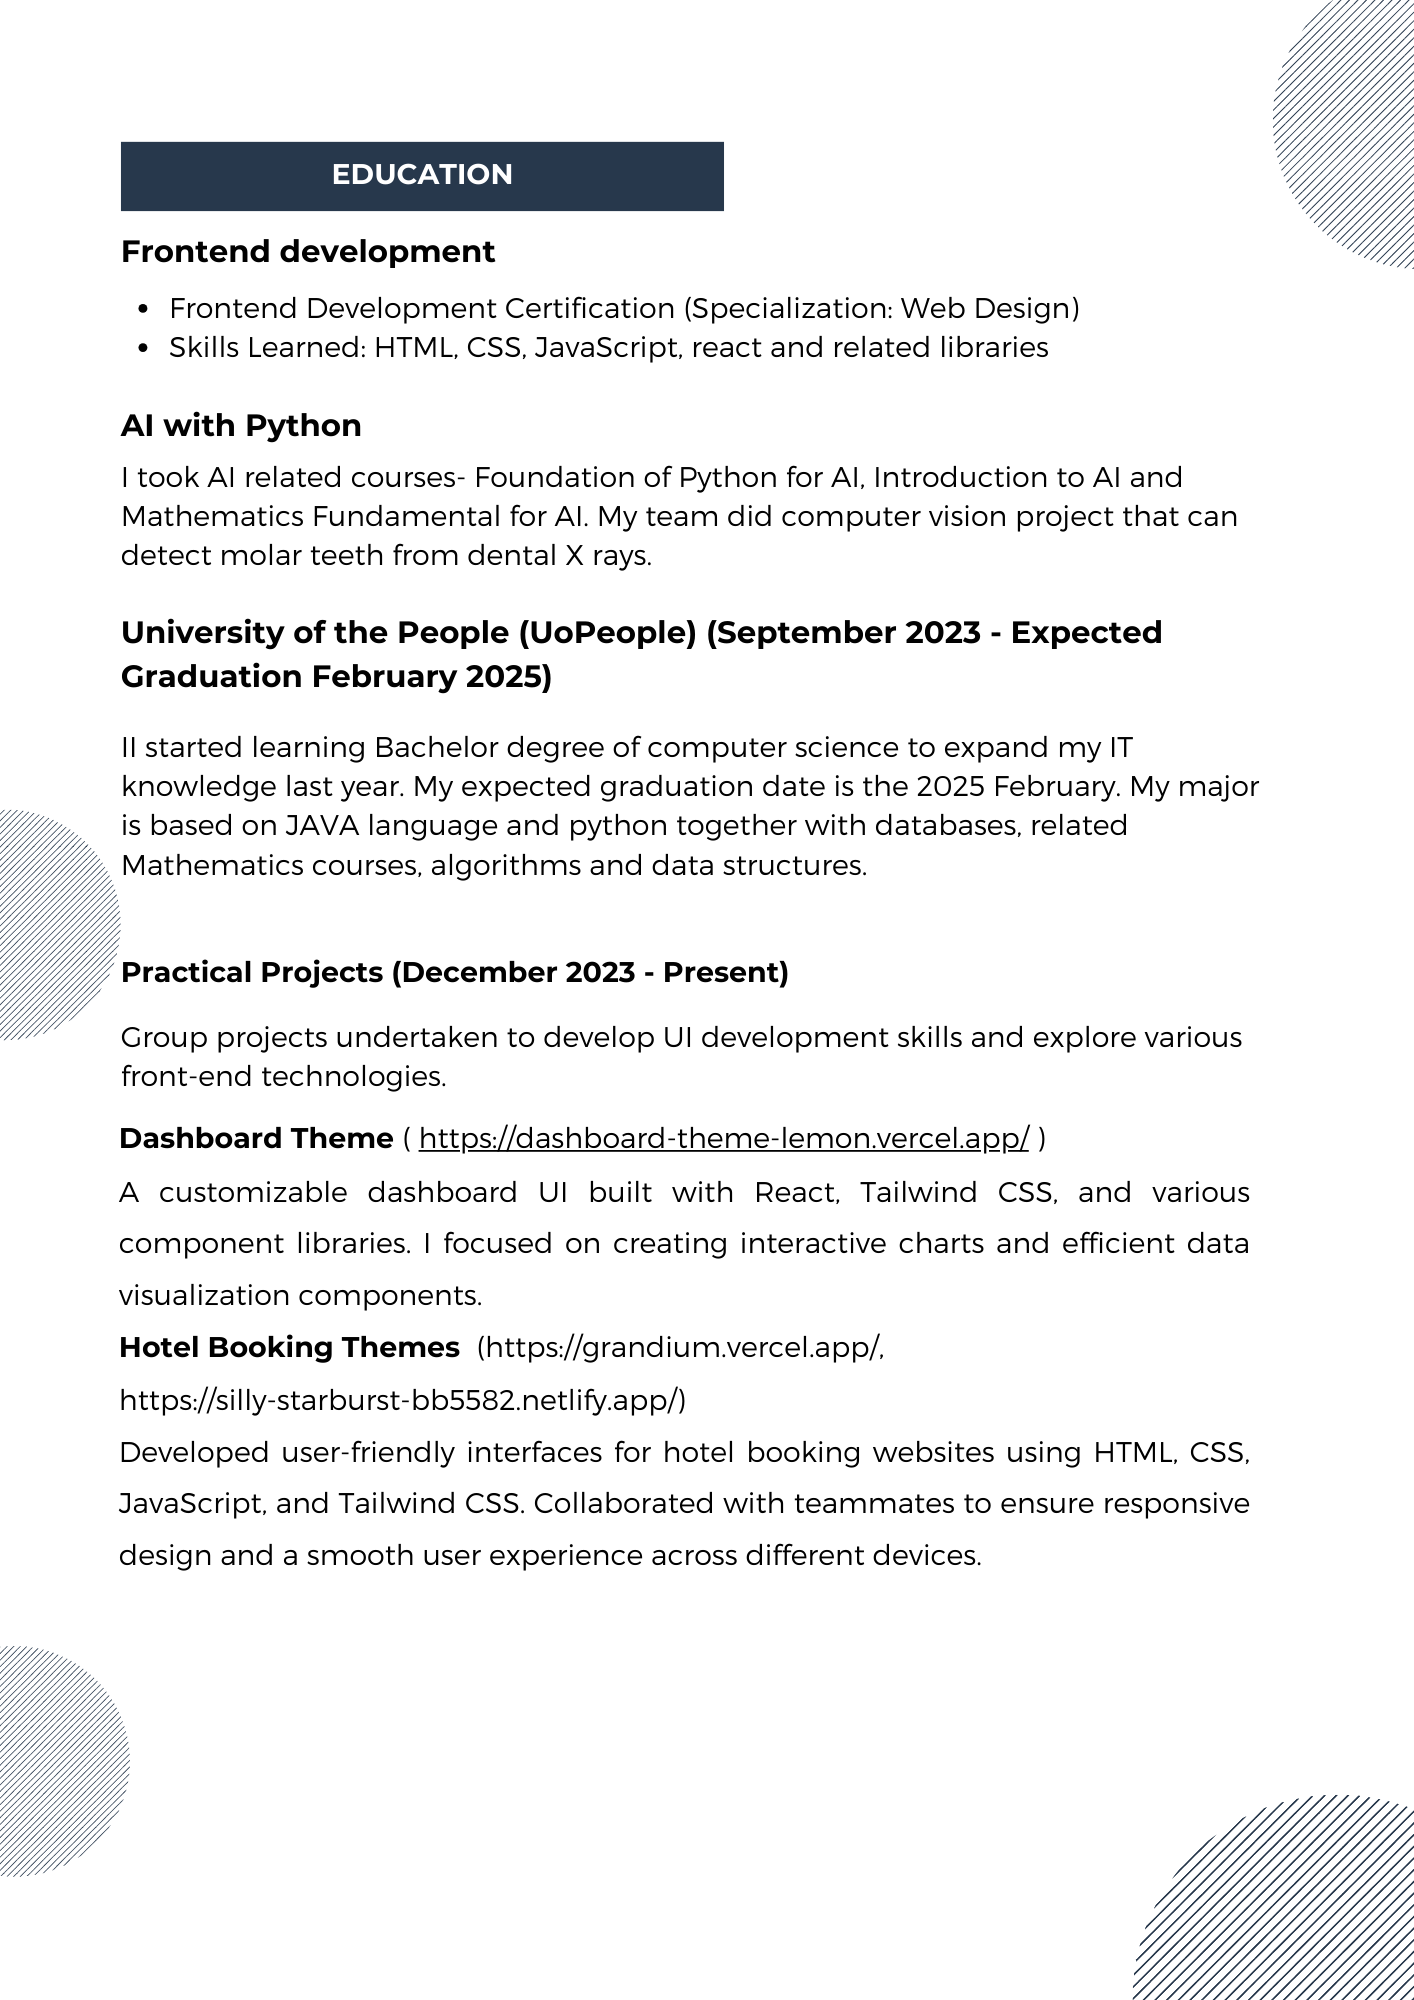 EDUCATION
Frontend development
• Frontend Development Certification (Specialization: Web Design)
• Skills Learned: HTML, CSS, JavaScript, react and related libraries
AI with Python
I took AI related courses- Foundation of Python for AI, Introduction to AI and
Mathematics Fundamental for AI. My team did computer vision project that can
detect molar teeth from dental X rays.
University of the People (UoPeople) (September 2023 - Expected
Graduation February 2025)
II started learning Bachelor degree of computer science to expand my IT
knowledge last year. My expected graduation date is the 2025 February. My major
is based on JAVA language and python together with databases, related
Mathematics courses, algorithms and data structures.
Practical Projects (December 2023 - Present)
Group projects undertaken to develop UI development skills and explore various
front-end technologies.
Dashboard Theme ( https://dashboard-theme-lemon.vercel.app/ )
A customizable dashboard UI built with React, Tailwind CSS, and various
component libraries. I focused on creating interactive charts and efficient data
visualization components.
Hotel Booking Themes (https://grandium.vercel.app/,
https://silly-starburst-bb5582.netlify.app/)
Developed user-friendly interfaces for hotel booking websites using HTML, CSS,
JavaScript, and Tailwind CSS. Collaborated with teammates to ensure responsive
design and a smooth user experience across different devices.